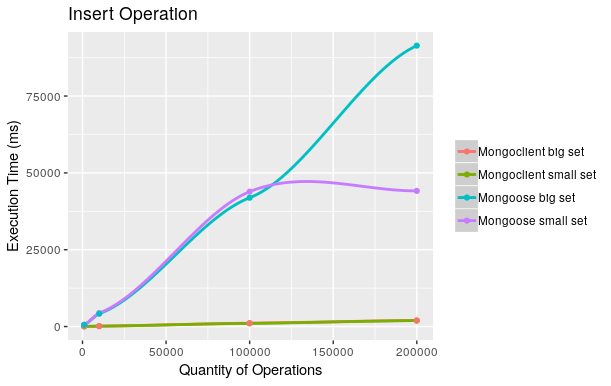 Insert Operation
Execution Time (ms)
75000
50000
25000
0
0 50000 100000 150000 200000
Quantity of Operations
Mongoclient big set
Mongoclient small set
Mongoose big set
Mongoose small set